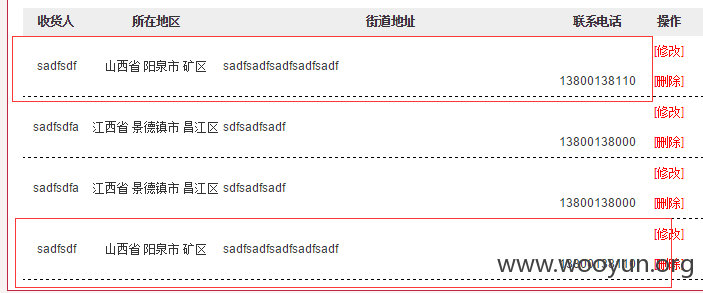 收货人 所在地区 街道地址 联系电话 操作
[修改]
sadfsdf 山西省 阳泉市 矿区 sadfsadfsadfsadfsadf
13800138110 [删除]
[修改]
sadfsdfa 江西省 景德镇市 昌江区 sdfsadfsadf
13800138000 [删除]
[修改]
sadfsdfa 江西省 景德镇市 昌江区 sdfsadfsadf
13800138000 [删除]
[修改]
sadfsdf 山西省 阳泉市 矿区 sadfsadfsadfsadfsadf
13800138110 [删除]
www.wooyun.org